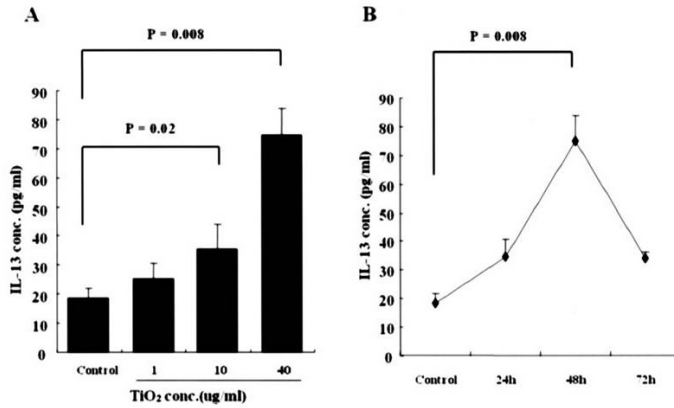 A
P = 0.008
P = 0.02
IL-13 conc. (pg/ml)
90
80
70
60
50
40
30
20
10
0
Control 1 10 40
TiO₂ conc.(ug/ml)
B
P = 0.008
IL-13 conc. (pg/ml)
90
80
70
60
50
40
30
20
10
0
Control 24h 48h 72h